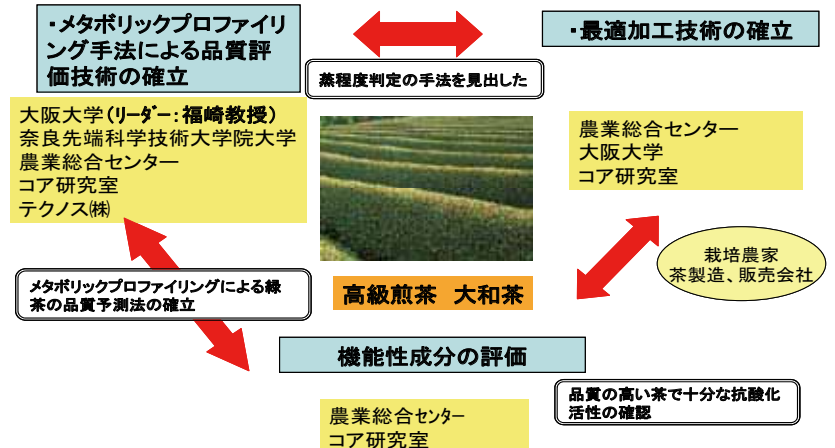 ・メタボリックプロファイリ
ング手法による品質評
価技術の確立
・最適加工技術の確立
蒸程度判定の手法を見出した
大阪大学(リーダー:福崎教授)
奈良先端科学技術大学院大学
農業総合センター
コア研究室
テクノス㈱
農業総合センター
大阪大学
コア研究室
栽培農家
茶製造、販売会社
メタボリックプロファイリングによる緑
茶の品質予測法の確立
高級煎茶 大和茶
機能性成分の評価
品質の高い茶で十分な抗酸化
活性の確認
農業総合センター
コア研究室